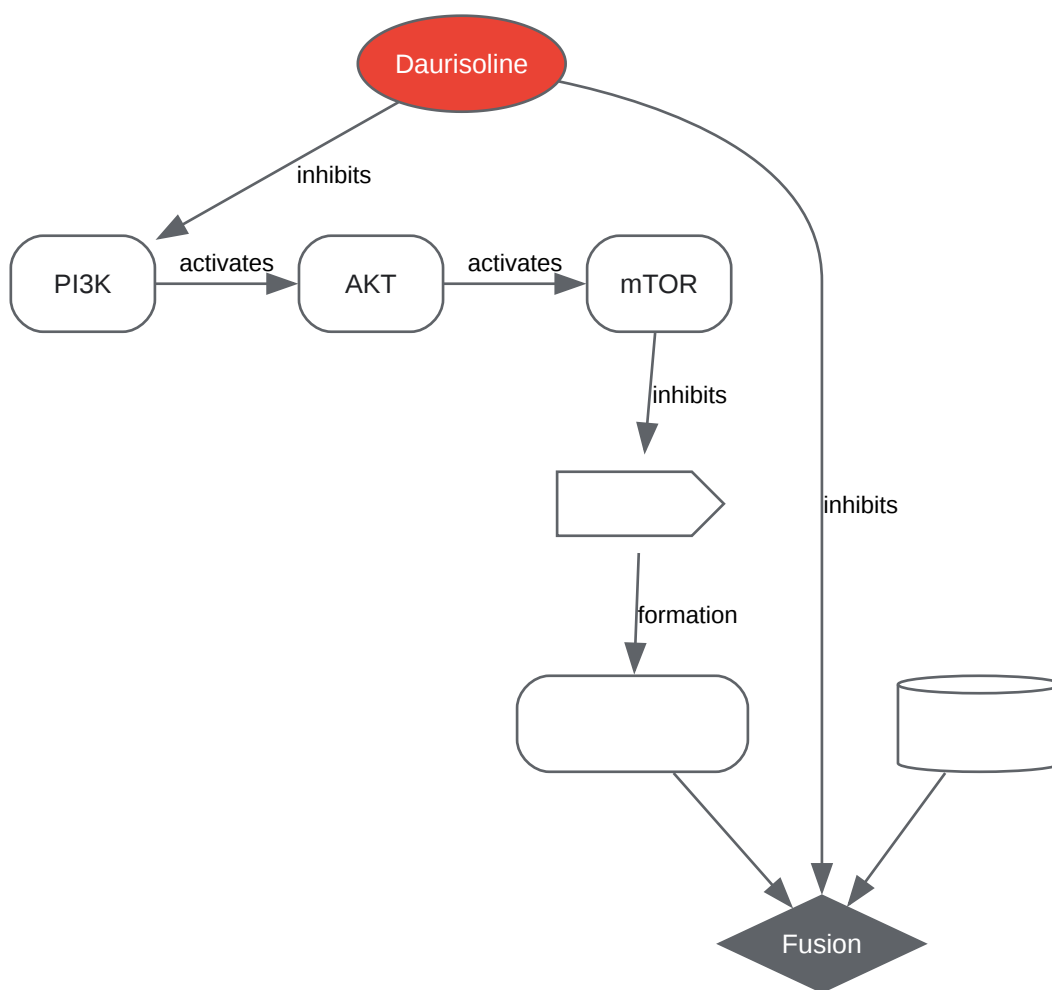 Daurisoline
inhibits
activates
activates
PI3K
AKT
mTOR
inhibits
inhibits
formation
Fusion